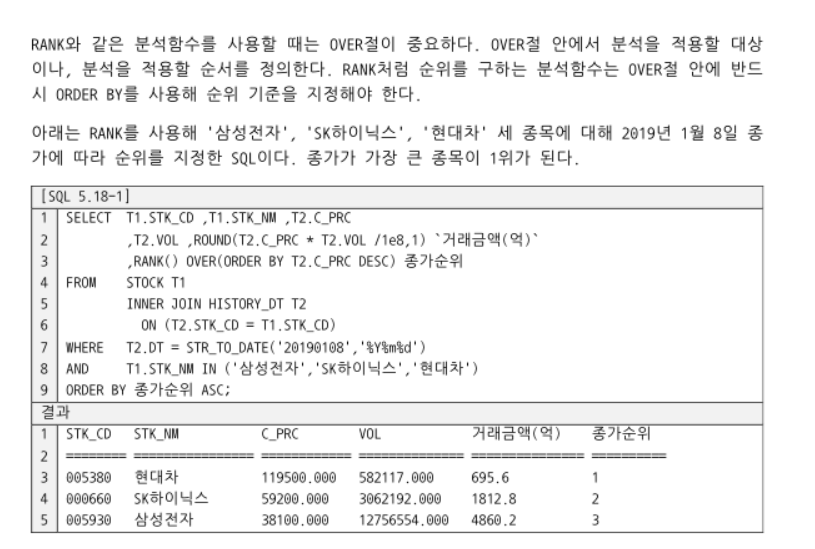 RANK와 같은 분석함수를 사용할 때는 OVER절이 중요하다. OVER절 안에서 분석을 적용할 대상
이나, 분석을 적용할 순서를 정의한다. RANK처럼 순위를 구하는 분석함수는 OVER절 안에 반드
시 ORDER BY를 사용해 순위 기준을 지정해야 한다.
아래는 RANK를 사용해 '삼성전자', 'SK하이닉스', '현대차' 세 종목에 대해 2019년 1월 8일 종
가에 따라 순위를 지정한 SQL이다. 종가가 가장 큰 종목이 1위가 된다.
[SQL 5.18-1]
1 SELECT T1.STK_CD ,T1.STK_NM ,T2.C_PRC
2 ,T2.VOL ,ROUND(T2.C_PRC * T2.VOL /1e8,1) `거래금액(억)`
3 ,RANK() OVER(ORDER BY T2.C_PRC DESC) 종가순위
4 FROM STOCK T1
5 INNER JOIN HISTORY_DT T2
6 ON (T2.STK_CD = T1.STK_CD)
7 WHERE T2.DT = STR_TO_DATE('20190108','%Y%m%d')
8 AND T1.STK_NM IN ('삼성전자','SK하이닉스','현대차')
9 ORDER BY 종가순위 ASC;
결과
1 STK_CD STK_NM C_PRC VOL 거래금액(억) 종가순위
2 ======== ================ ============ ============== =============== ==========
3 005380 현대차 119500.000 582117.000 695.6 1
4 000660 SK하이닉스 59200.000 3062192.000 1812.8 2
5 005930 삼성전자 38100.000 12756554.000 4860.2 3